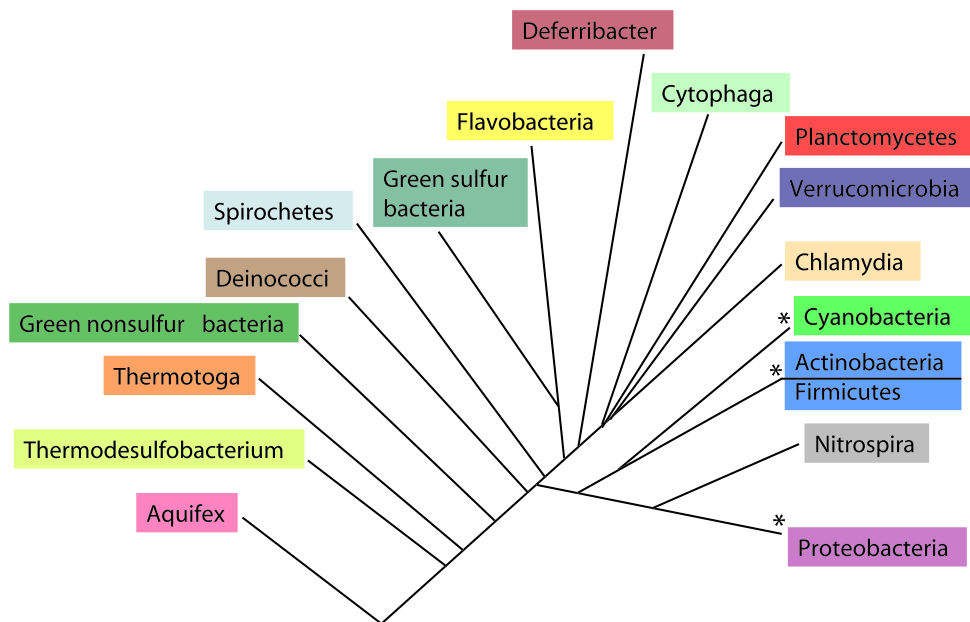 Deferribacter
Cytophaga
Flavobacteria
Planctomycetes
Green sulfur
bacteria
Verrucomicrobia
Spirochetes
Chlamydia
Deinococci
* Cyanobacteria
Green nonsulfur bacteria
* Actinobacteria
Firmicutes
Thermotoga
Nitrospira
Thermodesulfobacterium
Aquifex
* Proteobacteria